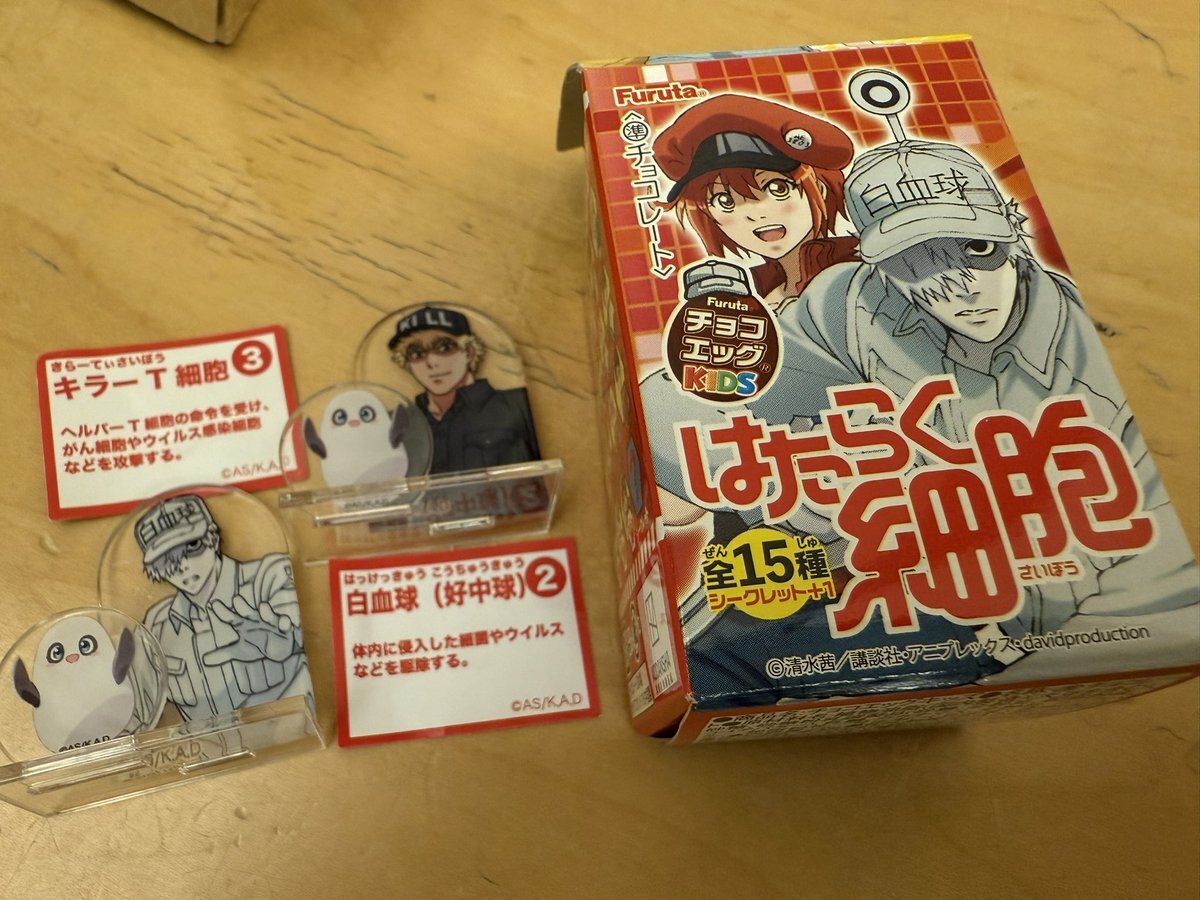 Furuta®
<準チョコレート>
白血球
Furuta®
チョコ
エッグ®
KIDS
はたらく
細胞
さいぼう
ぜん しゅ
全15種
シークレット+1
©清水茜/講談社・アニプレックス・davidproduction
きらーてぃさいぼう
キラーT細胞 3
ヘルパーT細胞の命令を受け、
がん細胞やウイルス感染細胞
などを攻撃する。
©AS/K.A.D
KILL
白血球
©AS/K.A.D
/K.A.D.
はっけっきゅう こうちゅうきゅう
白血球(好中球) 2
体内に侵入した細菌やウイルス
などを駆除する。
©AS/K.A.D